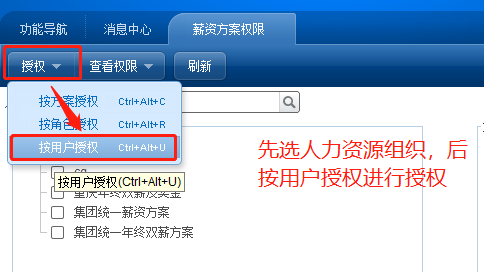 功能导航 消息中心 薪资方案权限
授权 查看权限 刷新
按方案授权 Ctrl+Alt+C
按角色授权 Ctrl+Alt+R
按用户授权 Ctrl+Alt+U
先选人力资源组织，后
按用户授权进行授权
按用户授权(Ctrl+Alt+U)
集团统一薪资方案
集团统一年终双薪方案